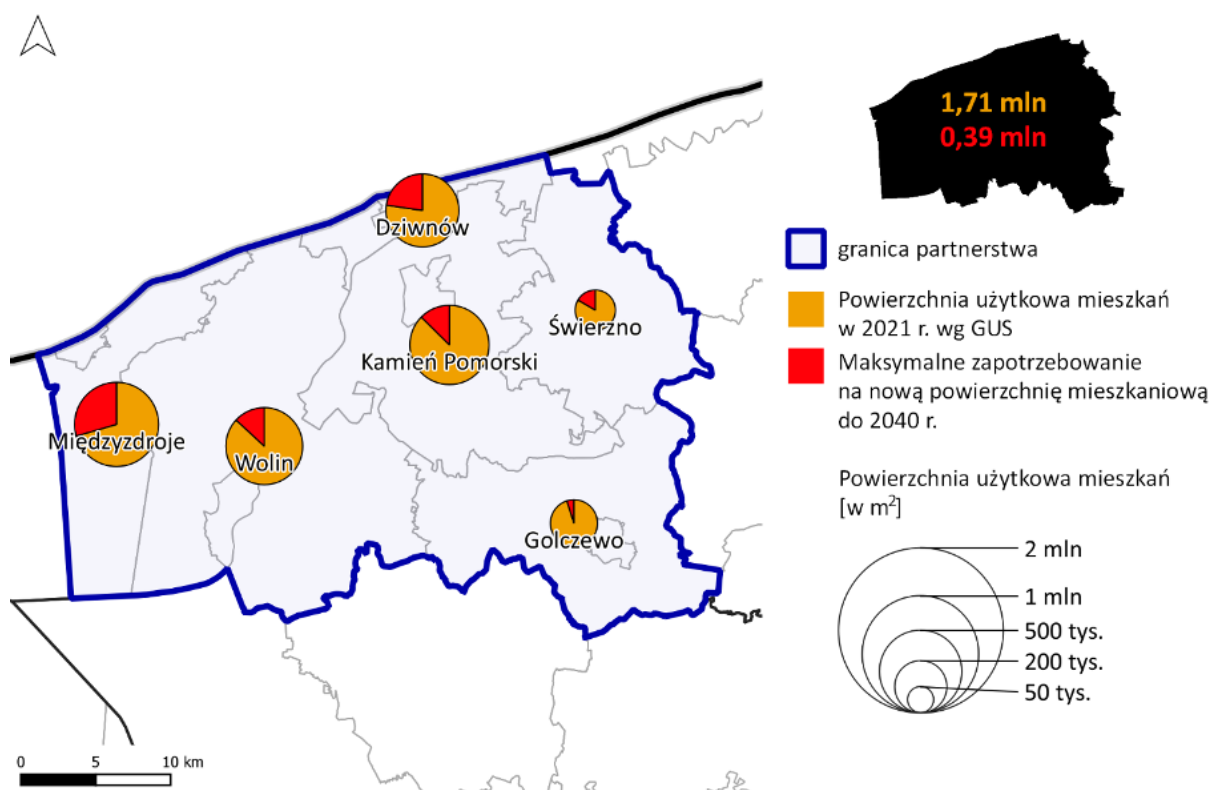 Dziwnów
Świerzno
Kamień Pomorski
Międzyzdroje
Wolin
Golczewo
0 5 10 km
1,71 mln
0,39 mln
granica partnerstwa
Powierzchnia użytkowa mieszkań
w 2021 r. wg GUS
Maksymalne zapotrzebowanie
na nową powierzchnię mieszkaniową
do 2040 r.
Powierzchnia użytkowa mieszkań
[w m²]
2 mln
1 mln
500 tys.
200 tys.
50 tys.